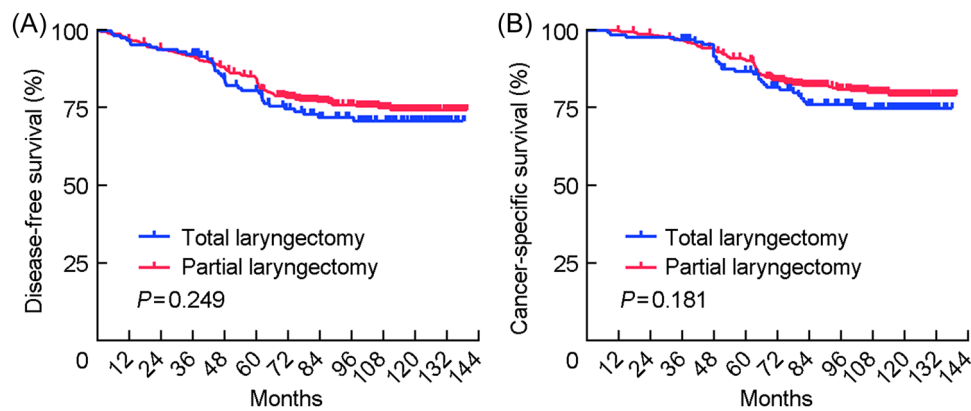 (A)
Disease-free survival (%)
100
75
50
25
0
Total laryngectomy
Partial laryngectomy
P=0.249
12 24 36 48 60 72 84 96 108 120 132 144
Months
(B)
Cancer-specific survival (%)
100
75
50
25
0
Total laryngectomy
Partial laryngectomy
P=0.181
12 24 36 48 60 72 84 96 108 120 132 144
Months